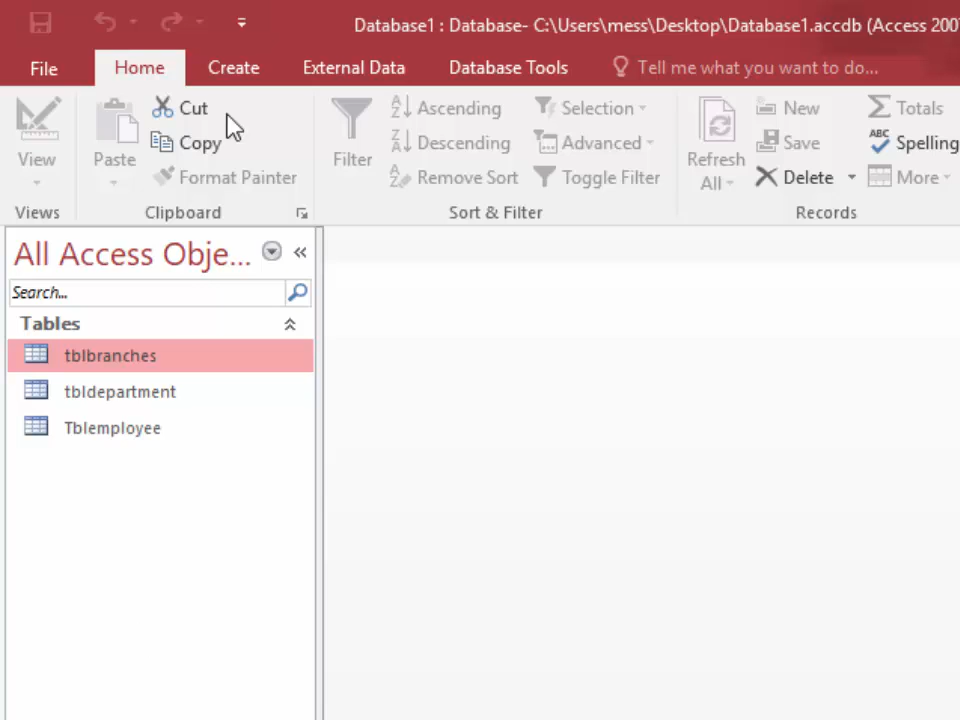 Database1 : Database- C:\Users\mess\Desktop\Database1.accdb (Access 200
File Home Create External Data Database Tools Tell me what you want to do...
View
Views
Paste
Cut
Copy
Format Painter
Clipboard
Filter
Ascending
Descending
Remove Sort
Selection
Advanced
Toggle Filter
Sort & Filter
Refresh
All
New
Save
Delete
Totals
Spelling
More
Records
All Access Obje...
Search...
Tables
tblbranches
tbldepartment
Tblemployee